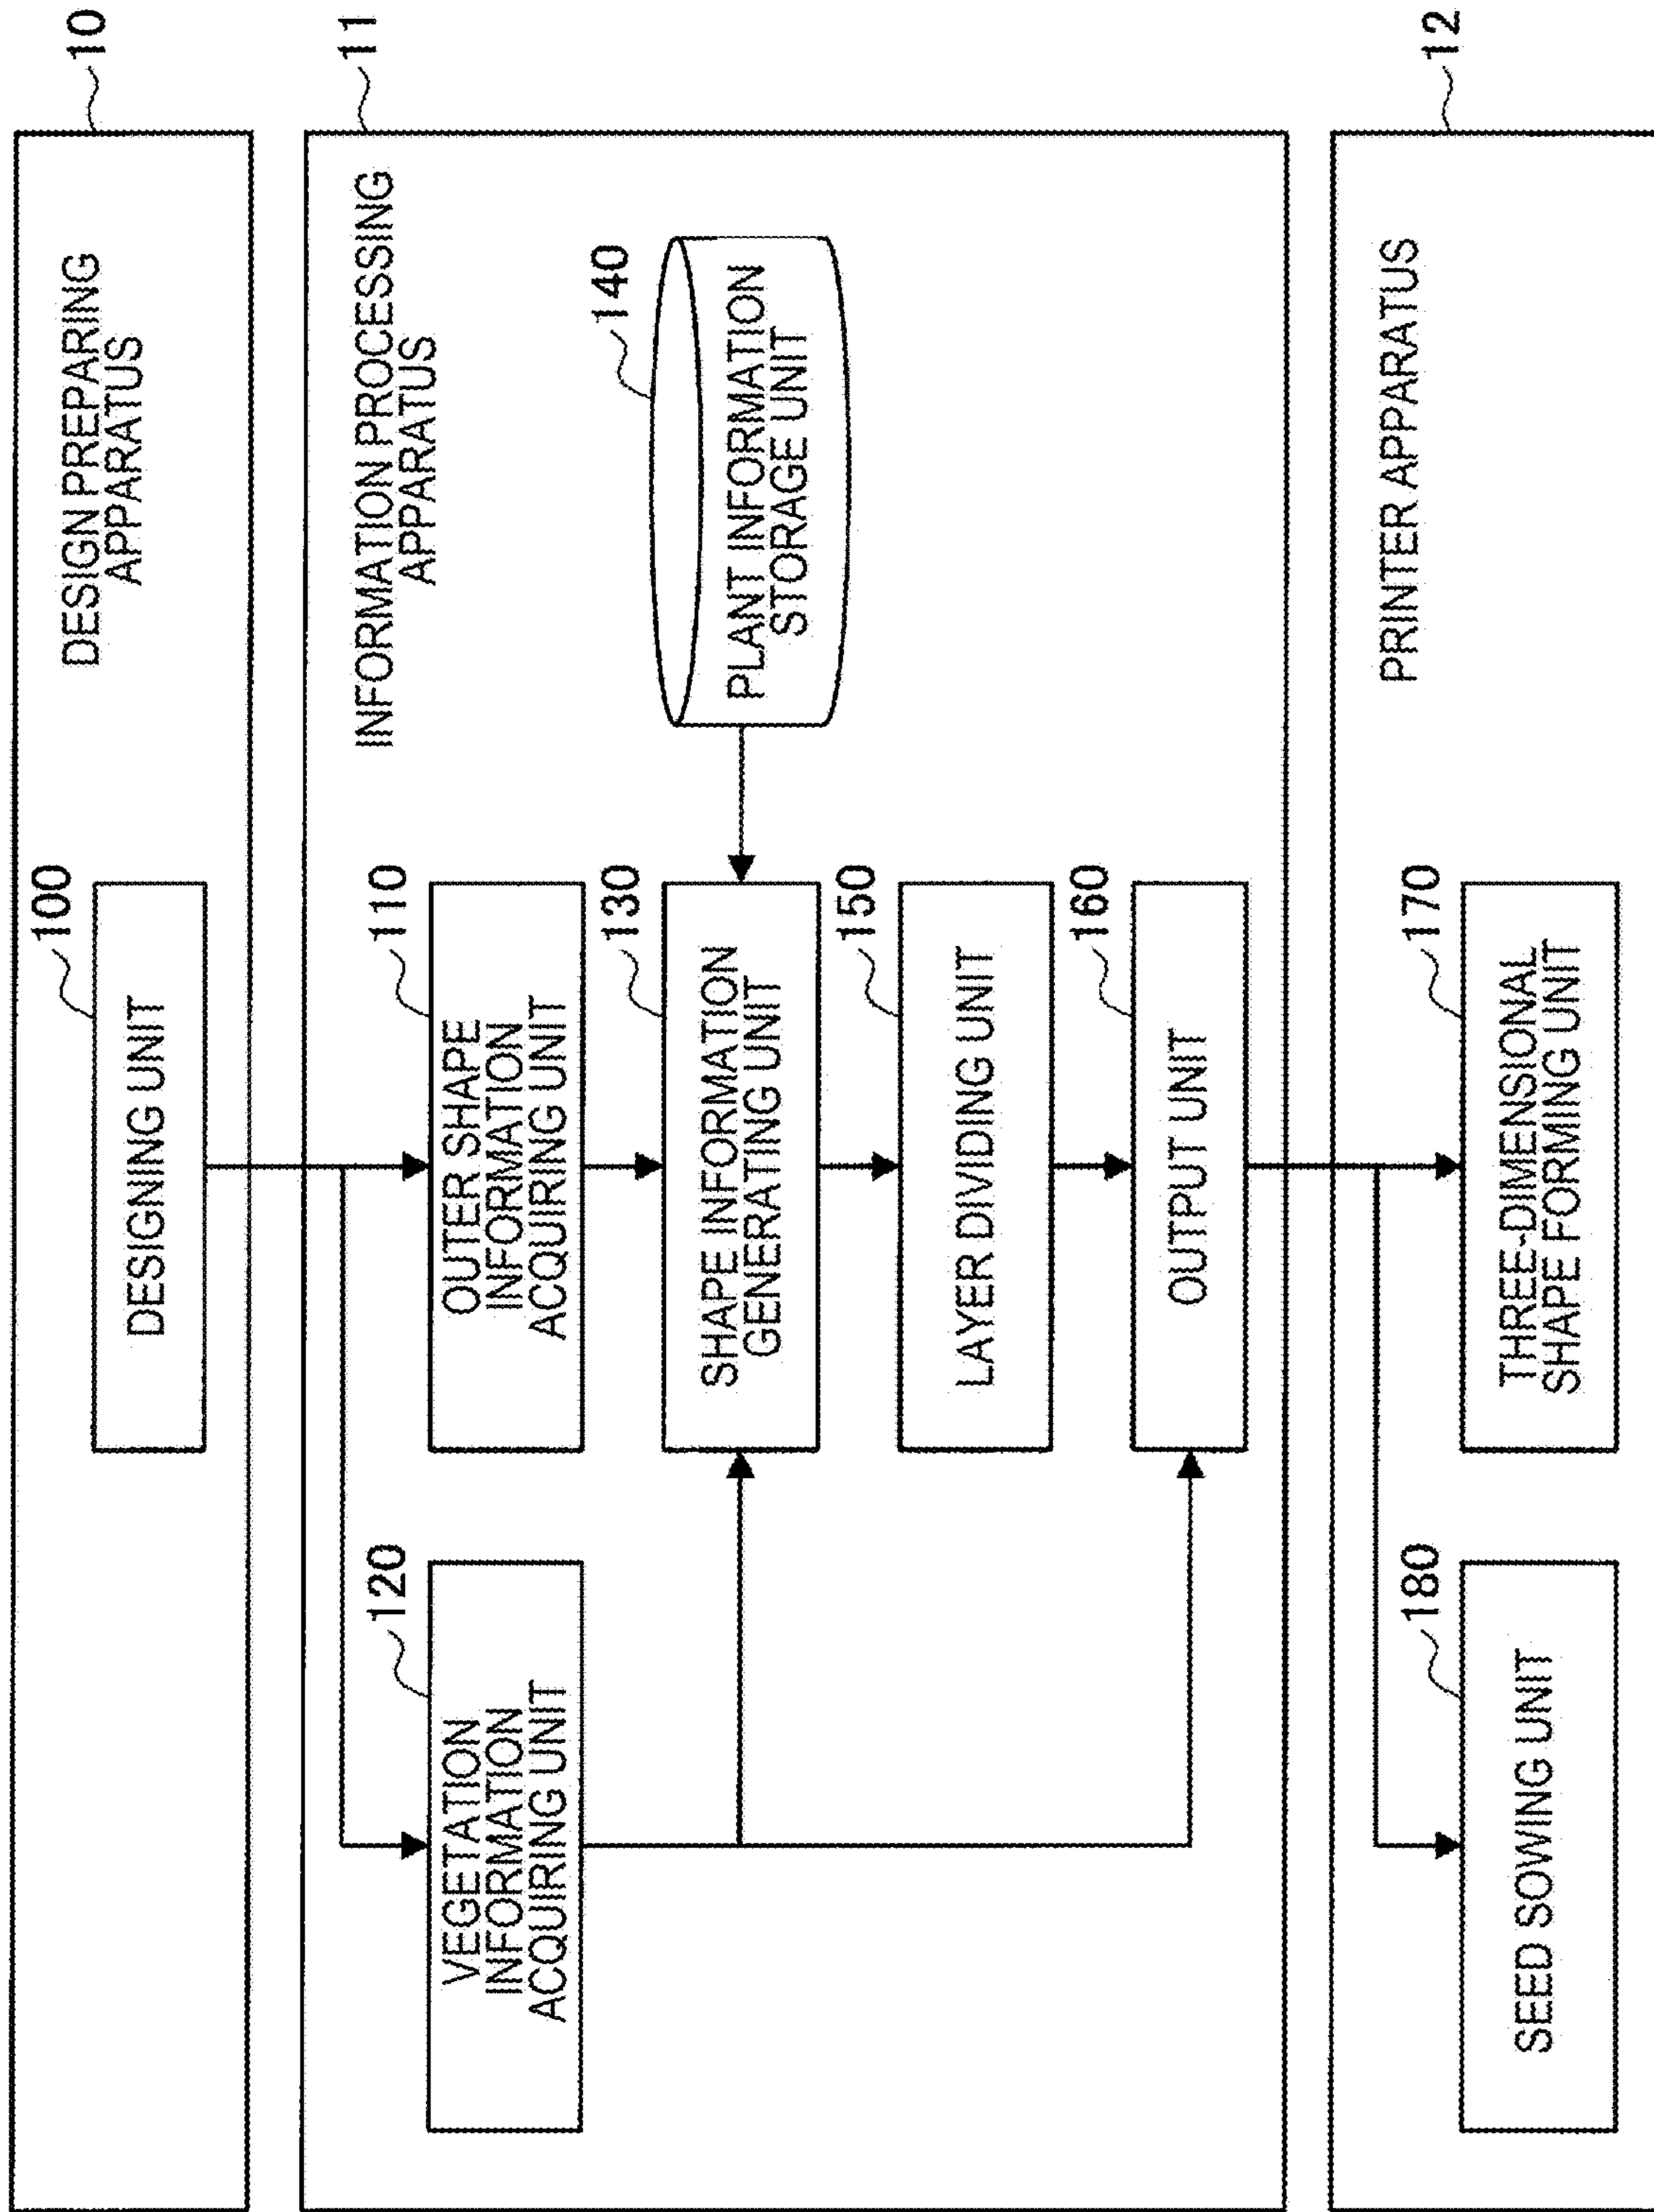 10
DESIGN PREPARING
APPARATUS
100
DESIGNING UNIT
11
INFORMATION PROCESSING
APPARATUS
120
VEGETATION
INFORMATION
ACQUIRING UNIT
110
OUTER SHAPE
INFORMATION
ACQUIRING UNIT
130
SHAPE INFORMATION
GENERATING UNIT
140
PLANT INFORMATION
STORAGE UNIT
150
LAYER DIVIDING UNIT
160
OUTPUT UNIT
12
PRINTER APPARATUS
180
SEED SOWING UNIT
170
THREE-DIMENSIONAL
SHAPE FORMING UNIT